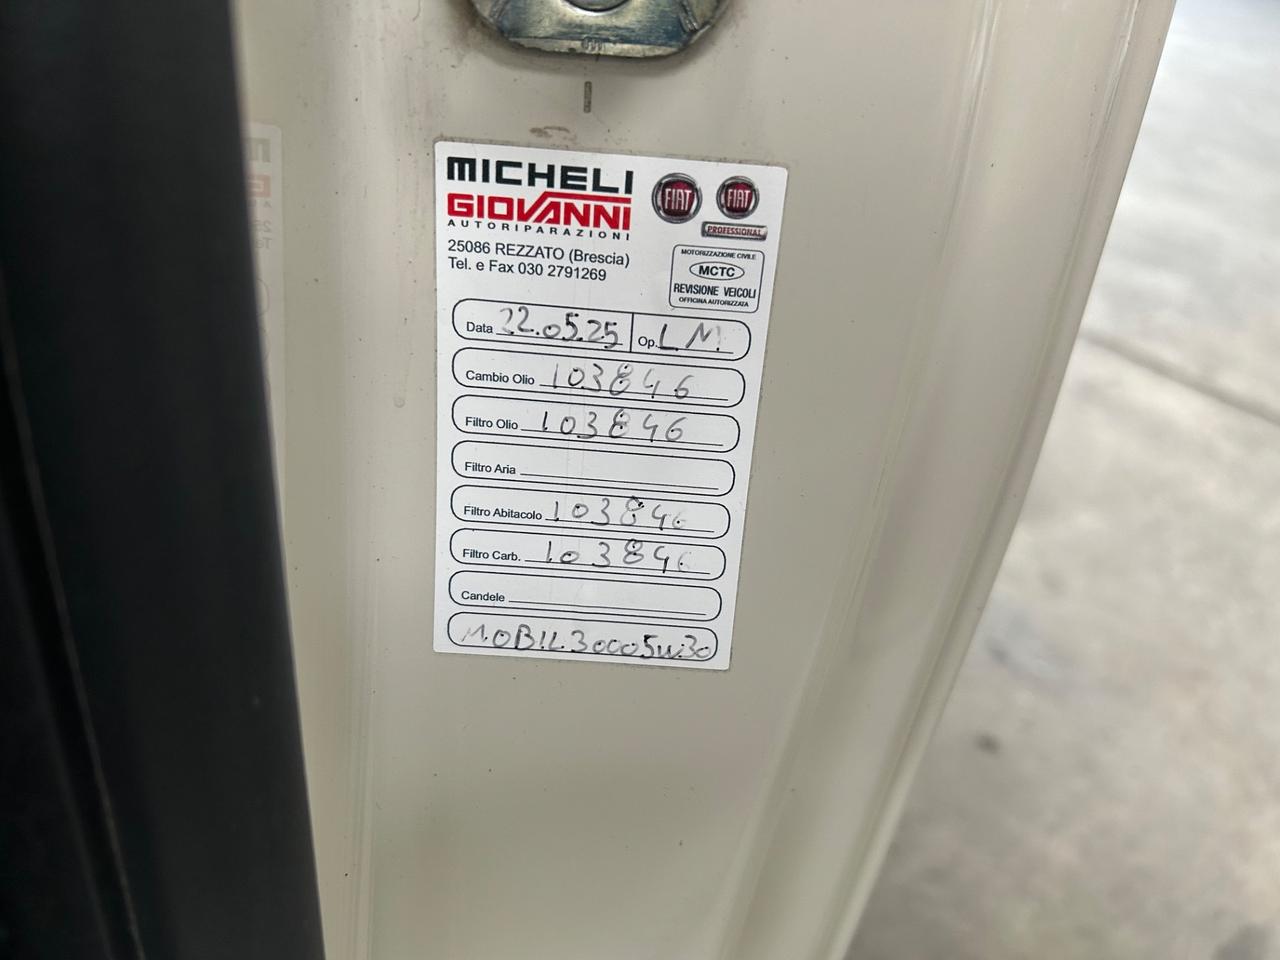 MICHELI
GIOVANNI
AUTORIPARAZIONI
FIAT FIAT
PROFESSIONAL
25086 REZZATO (Brescia)
Tel. e Fax 030 2791269
MOTORIZZAZIONE CIVILE
MCTC
REVISIONE VEICOLI
OFFICINA AUTORIZZATA
Data 22.05.25 Op. L M.
Cambio Olio 103846
Filtro Olio 103846
Filtro Aria
Filtro Abitacolo 103846
Filtro Carb. 103846
Candele
MOBIL 3000 5W30